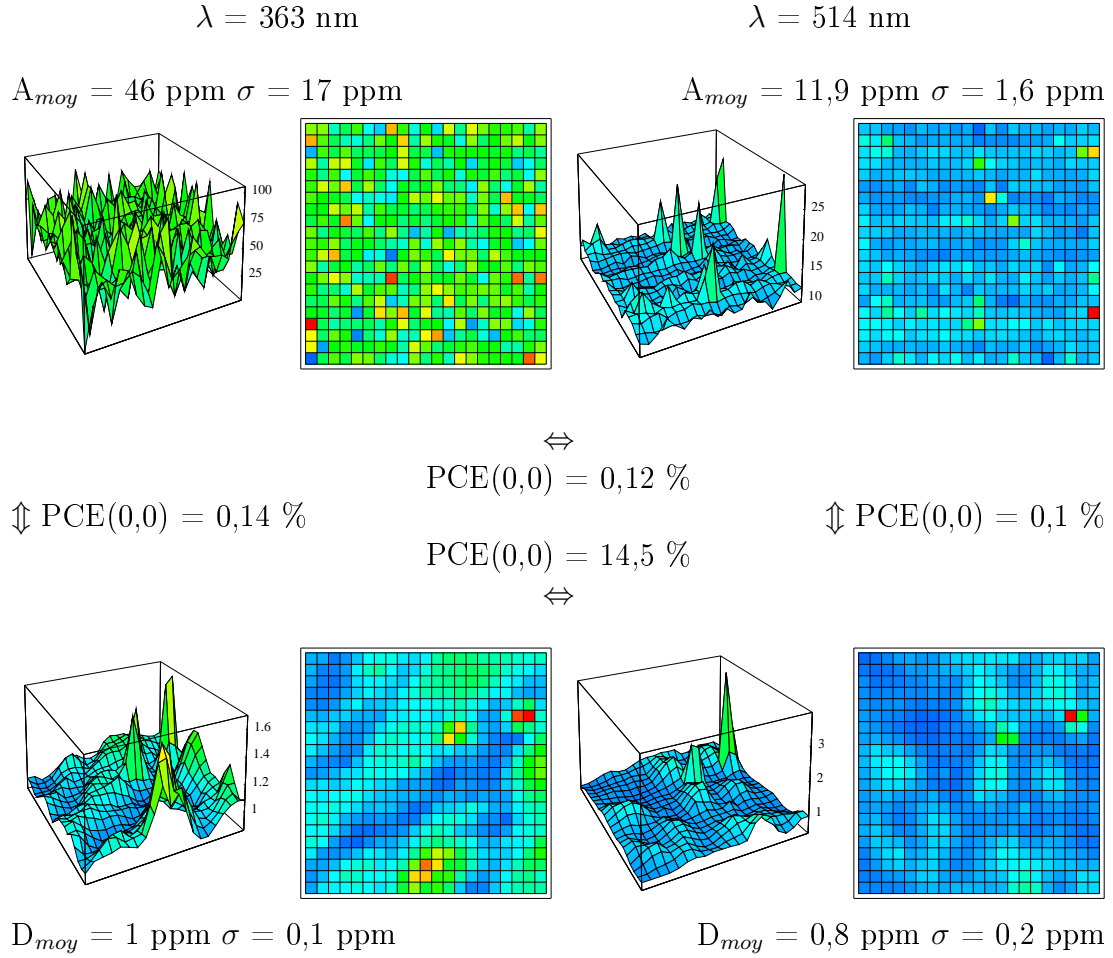 λ = 363 nm
λ = 514 nm
A_moy = 46 ppm σ = 17 ppm
A_moy = 11,9 ppm σ = 1,6 ppm
100
75
50
25
25
20
15
10
⇔
PCE(0,0) = 0,12 %
⇕ PCE(0,0) = 0,14 %
⇕ PCE(0,0) = 0,1 %
PCE(0,0) = 14,5 %
⇔
1.6
1.4
1.2
1
3
2
1
D_moy = 1 ppm σ = 0,1 ppm
D_moy = 0,8 ppm σ = 0,2 ppm